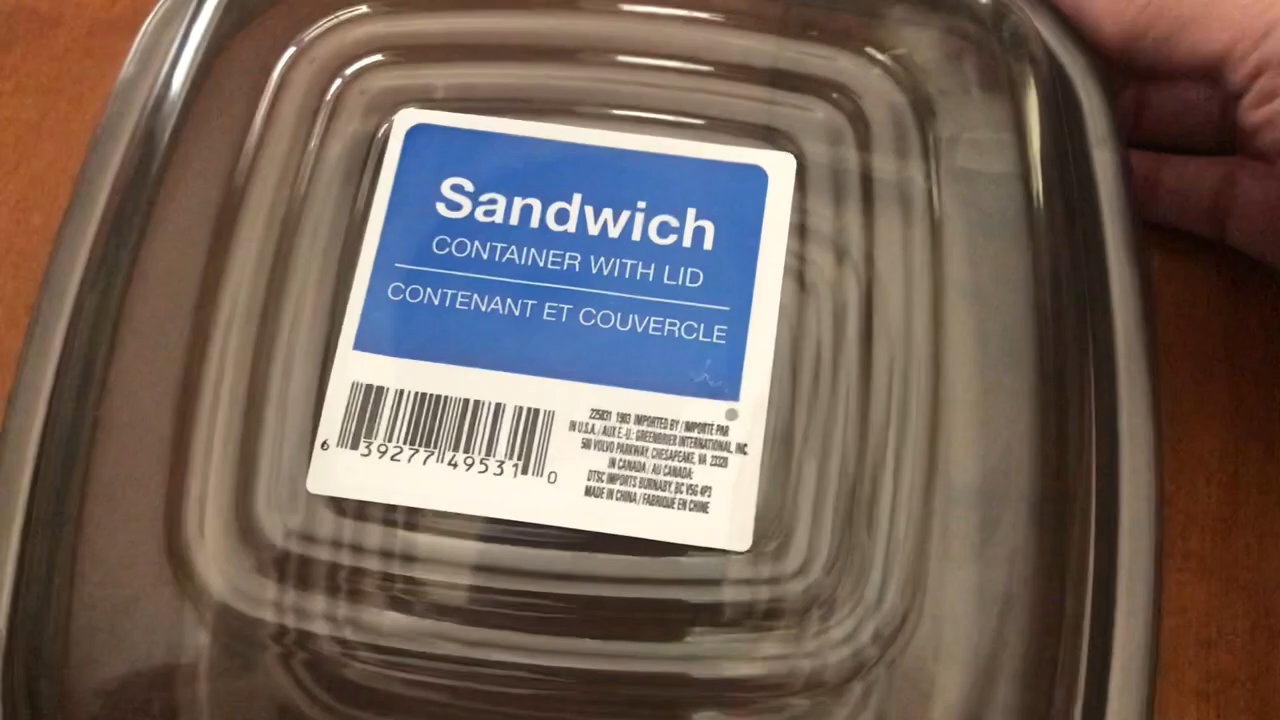 Sandwich
CONTAINER WITH LID
CONTENANT ET COUVERCLE
6 39277 49531 0
225831 1903 IMPORTED BY / IMPORTÉ PAR
IN U.S.A. / AUX E.-U.: GREENBRIER INTERNATIONAL, INC.
500 VOLVO PARKWAY, CHESAPEAKE, VA 23320
IN CANADA / AU CANADA:
DTSC IMPORTS BURNABY, BC V5G 4P3
MADE IN CHINA / FABRIQUÉ EN CHINE